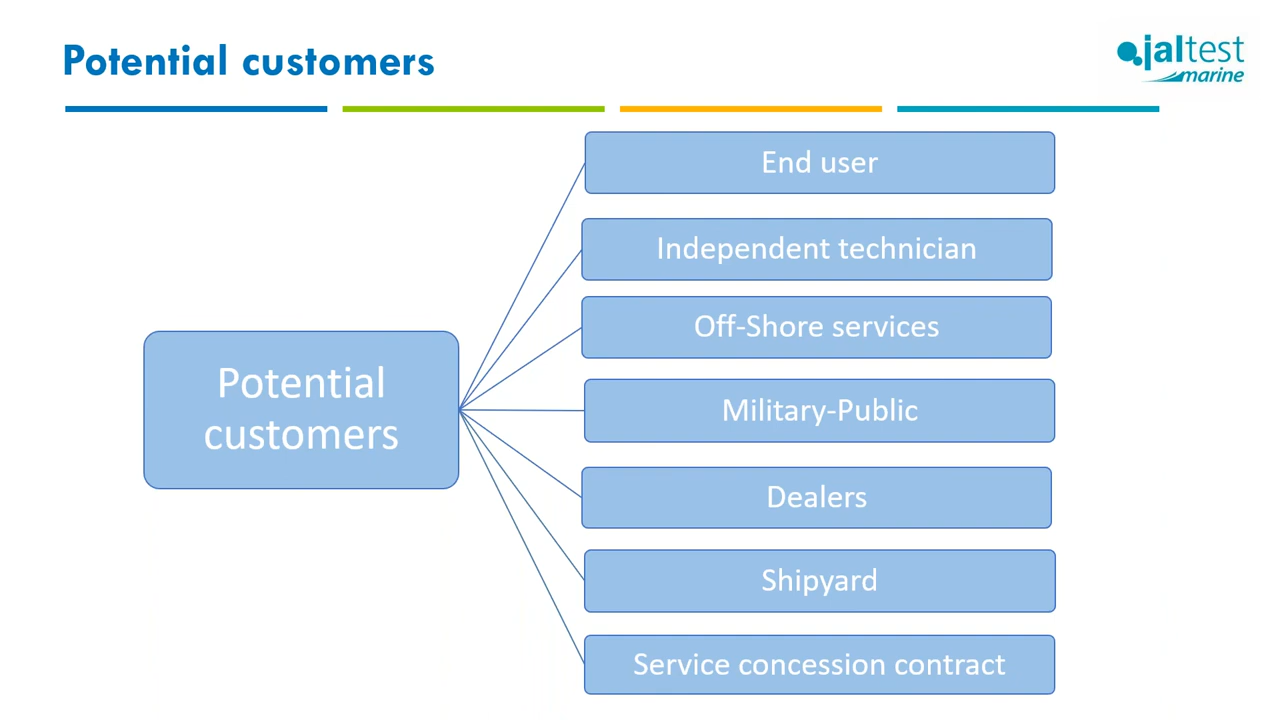 Potential customers
jaltest
marine
End user
Independent technician
Off-Shore services
Potential
customers
Military-Public
Dealers
Shipyard
Service concession contract